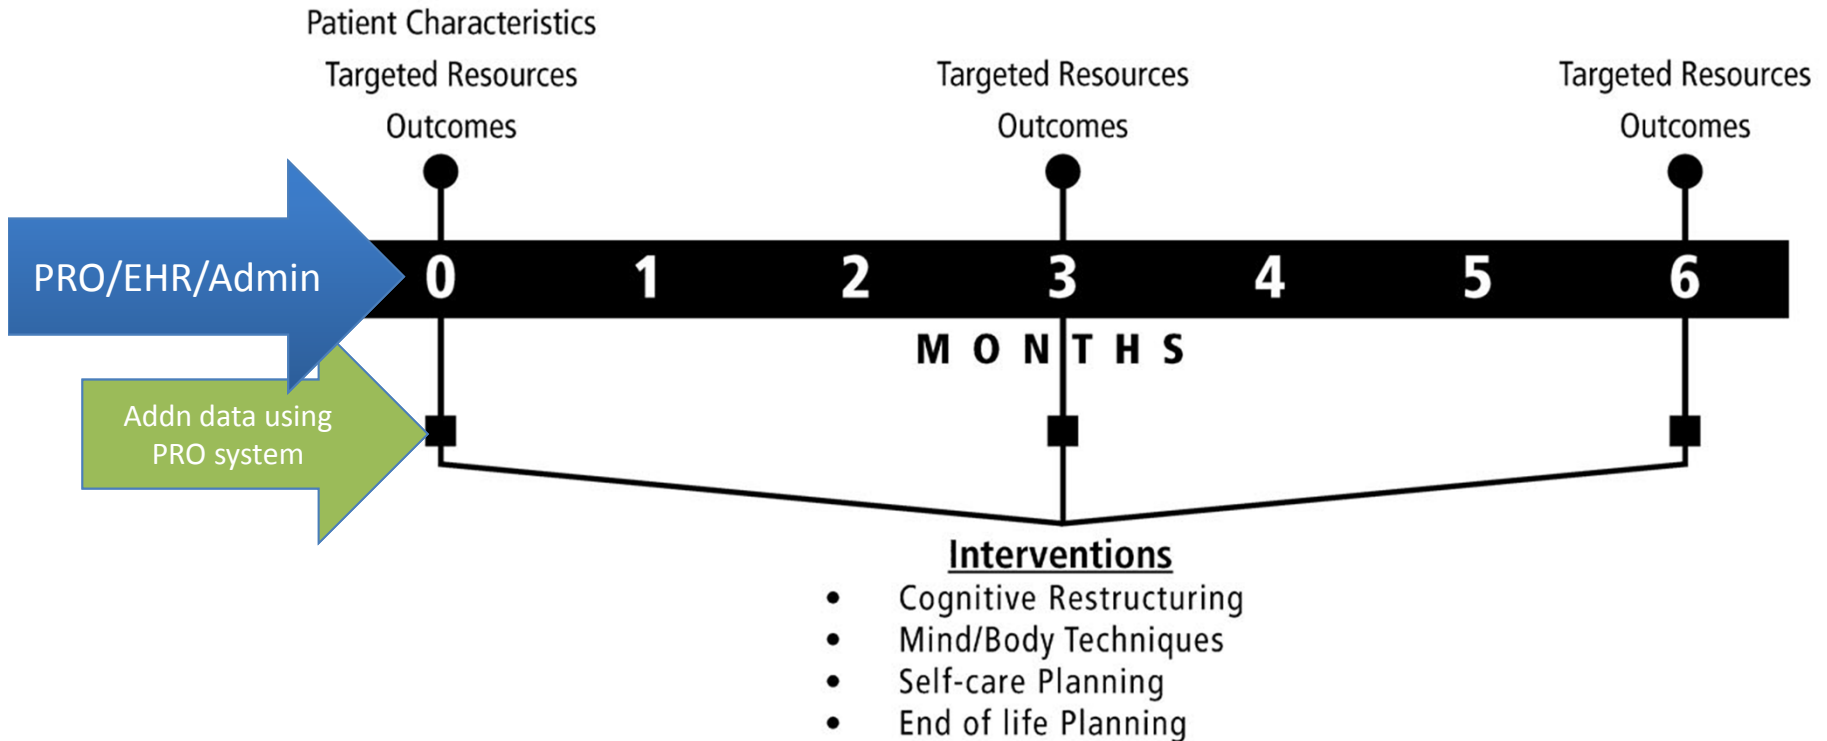 Patient Characteristics
Targeted Resources
Outcomes
Targeted Resources
Outcomes
Targeted Resources
Outcomes
PRO/EHR/Admin
0 1 2 3 4 5 6
MONTHS
Addn data using
PRO system
Interventions
• Cognitive Restructuring
• Mind/Body Techniques
• Self-care Planning
• End of life Planning